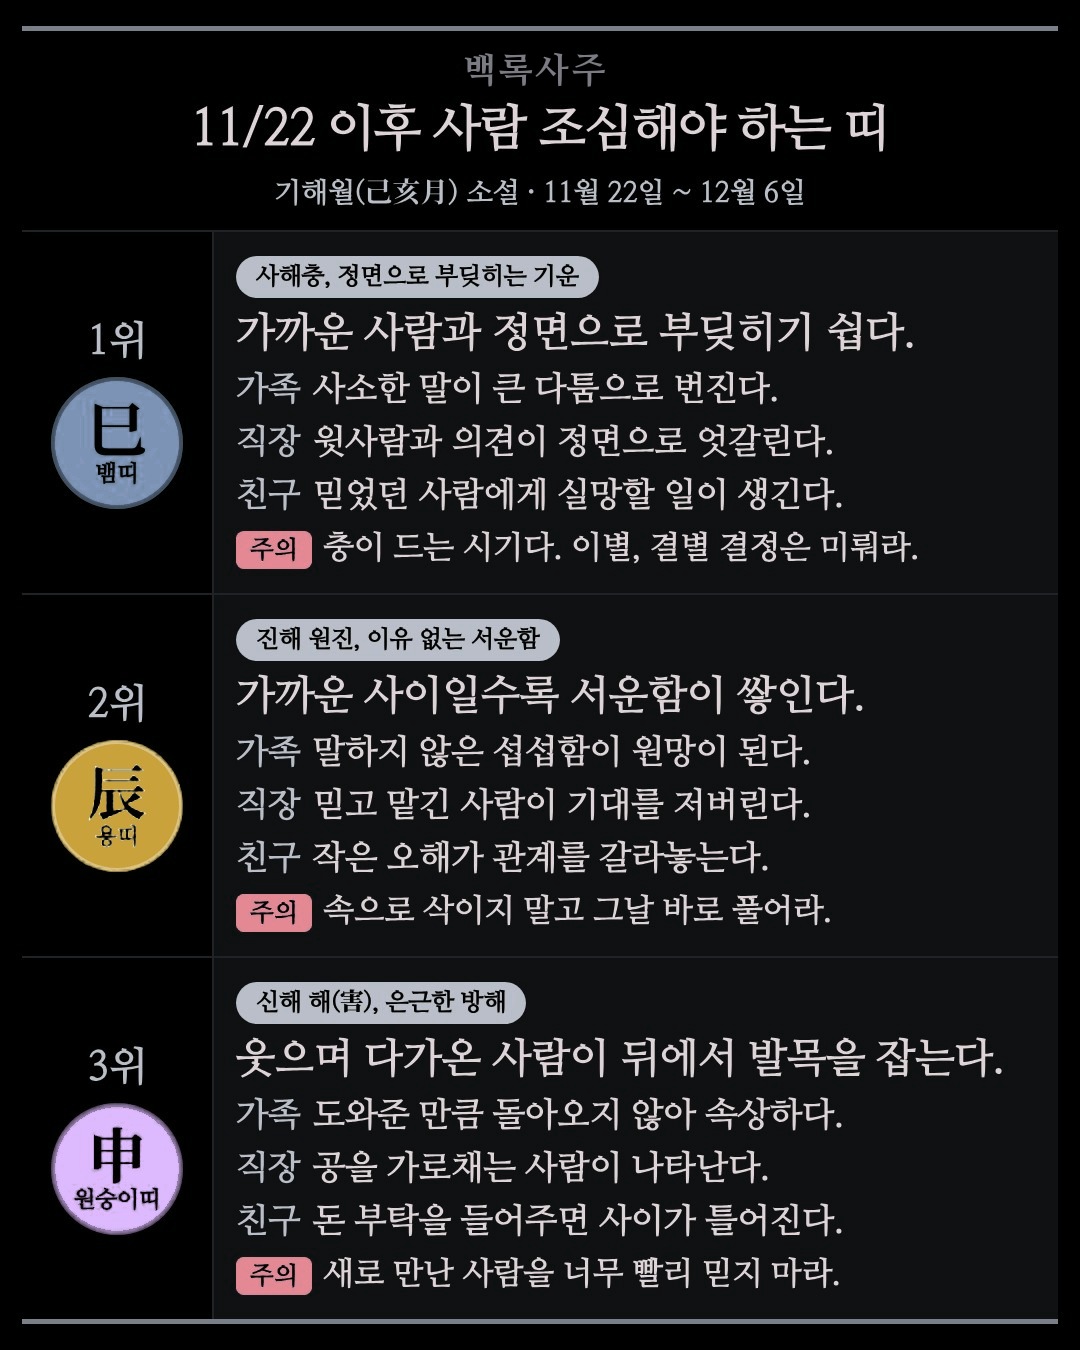 백록사주
11/22 이후 사람 조심해야 하는 띠
기해월(己亥月) 소설 · 11월 22일 ~ 12월 6일
1위
巳
뱀띠
사해충, 정면으로 부딪히는 기운
가까운 사람과 정면으로 부딪히기 쉽다.
가족 사소한 말이 큰 다툼으로 번진다.
직장 윗사람과 의견이 정면으로 엇갈린다.
친구 믿었던 사람에게 실망할 일이 생긴다.
주의 충이 드는 시기다. 이별, 결별 결정은 미뤄라.
2위
辰
용띠
진해 원진, 이유 없는 서운함
가까운 사이일수록 서운함이 쌓인다.
가족 말하지 않은 섭섭함이 원망이 된다.
직장 믿고 맡긴 사람이 기대를 저버린다.
친구 작은 오해가 관계를 갈라놓는다.
주의 속으로 삭이지 말고 그날 바로 풀어라.
3위
申
원숭이띠
신해 해(害), 은근한 방해
웃으며 다가온 사람이 뒤에서 발목을 잡는다.
가족 도와준 만큼 돌아오지 않아 속상하다.
직장 공을 가로채는 사람이 나타난다.
친구 돈 부탁을 들어주면 사이가 틀어진다.
주의 새로 만난 사람을 너무 빨리 믿지 마라.